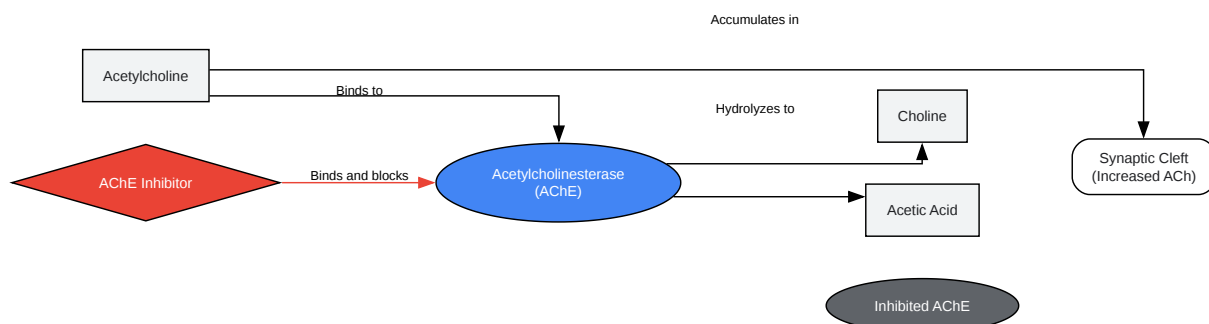 Accumulates in
Acetylcholine
Binds to
Hydrolyzes to
Choline
AChE Inhibitor
Binds and blocks
Acetylcholinesterase
(AChE)
Synaptic Cleft
(Increased ACh)
Acetic Acid
Inhibited AChE